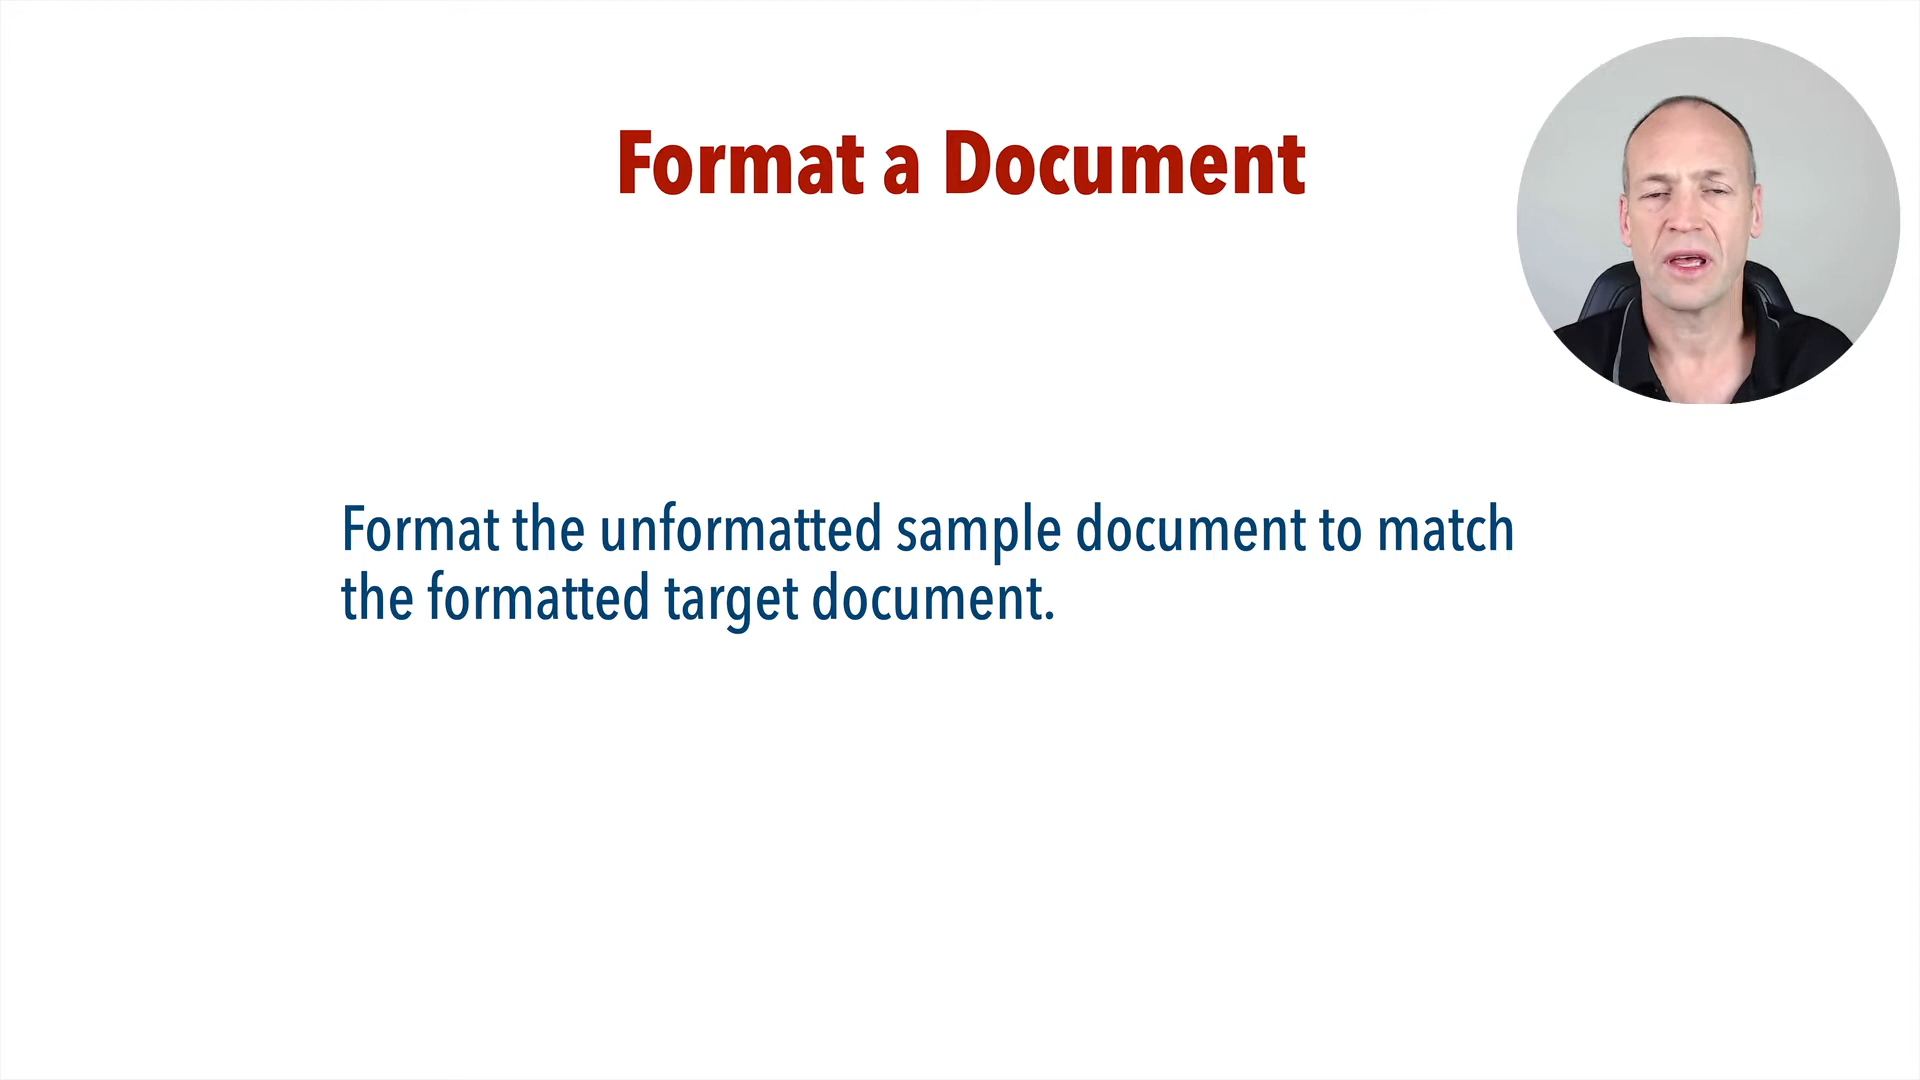 Format a Document
Format the unformatted sample document to match
the formatted target document.